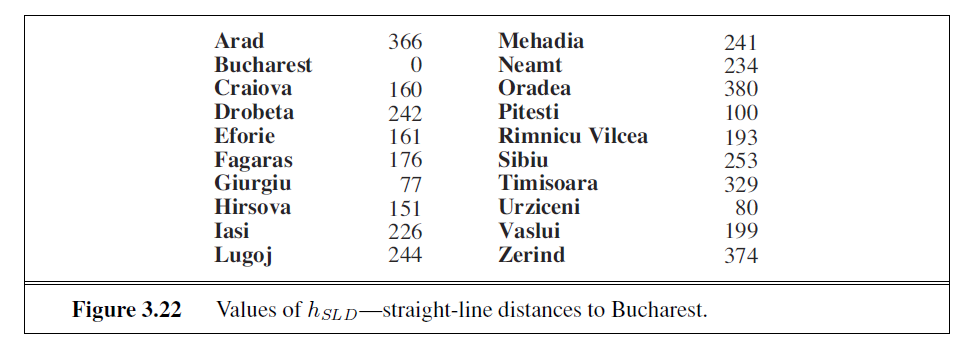 Arad 366 Mehadia 241
Bucharest 0 Neamt 234
Craiova 160 Oradea 380
Drobeta 242 Pitesti 100
Eforie 161 Rimnicu Vilcea 193
Fagaras 176 Sibiu 253
Giurgiu 77 Timisoara 329
Hirsova 151 Urziceni 80
Iasi 226 Vaslui 199
Lugoj 244 Zerind 374
Figure 3.22 Values of hSLD—straight-line distances to Bucharest.